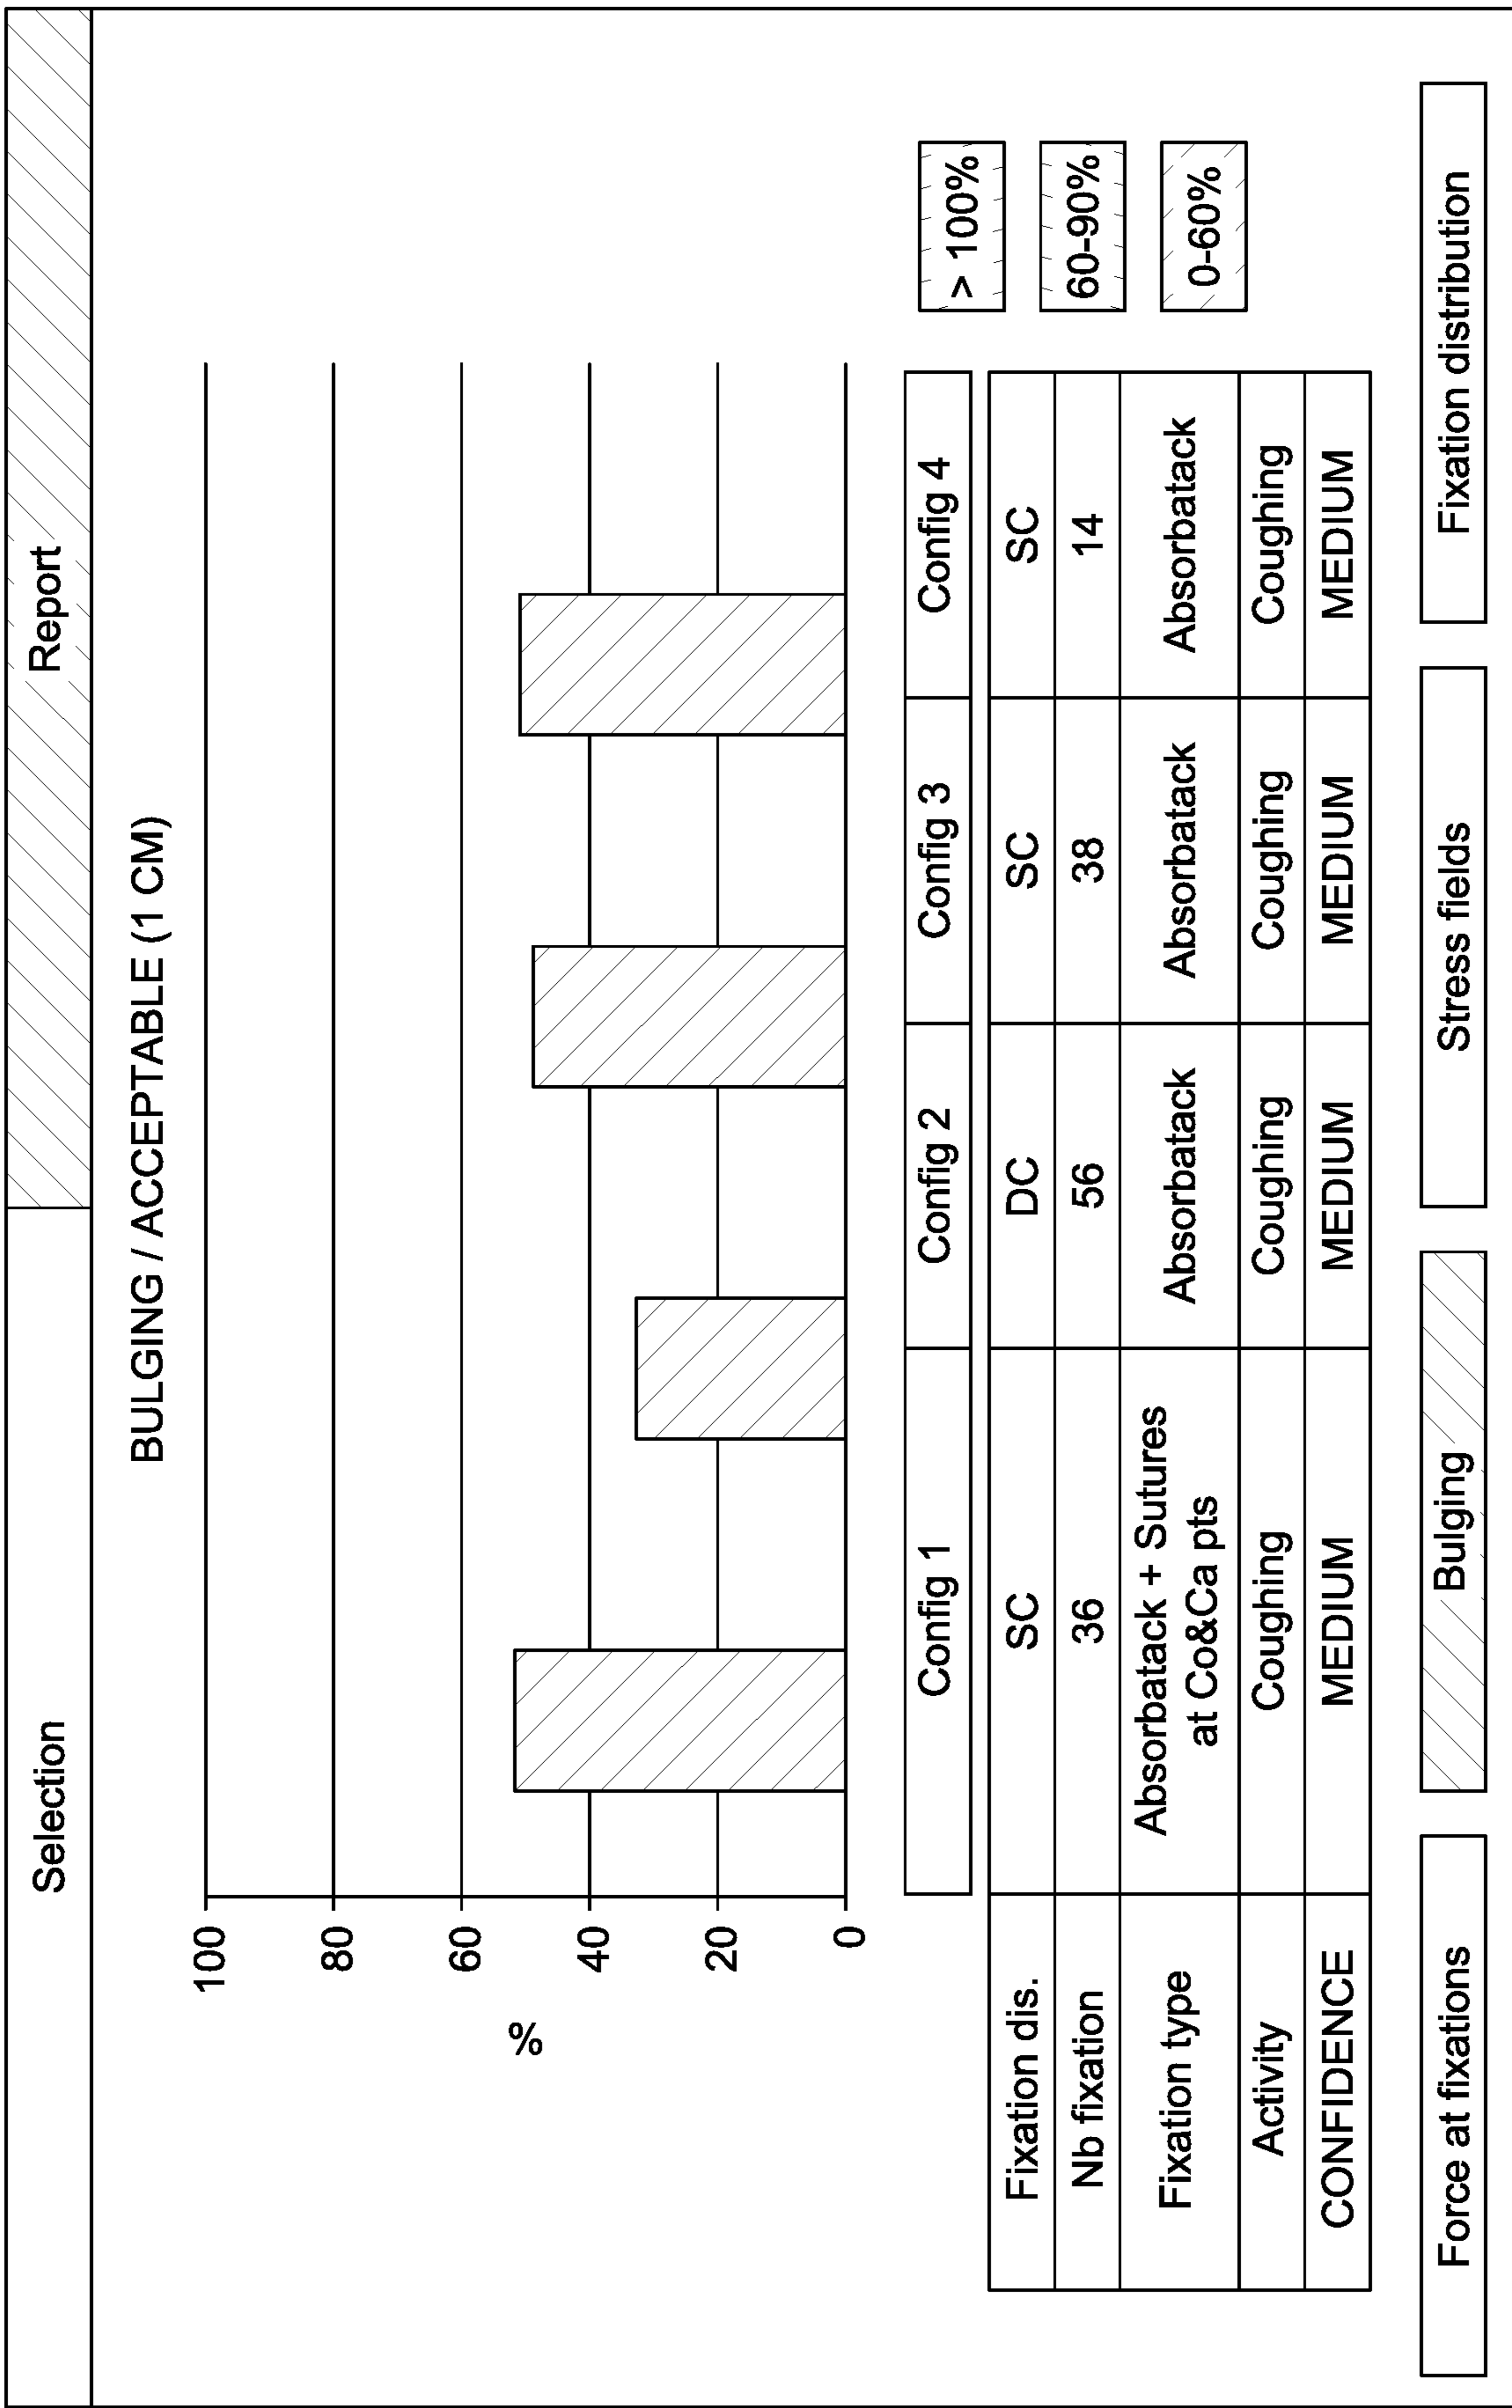 Selection
Report
BULGING / ACCEPTABLE (1 CM)
100
80
60
40
20
0
%
Config 1
Config 2
Config 3
Config 4
Fixation dis.
SC
DC
SC
SC
Nb fixation
36
56
38
14
Fixation type
Absorbatack + Sutures
at Co&Ca pts
Absorbatack
Absorbatack
Absorbatack
Activity
Coughing
Coughing
Coughing
Coughing
CONFIDENCE
MEDIUM
MEDIUM
MEDIUM
MEDIUM
> 100%
60-90%
0-60%
Force at fixations
Bulging
Stress fields
Fixation distribution